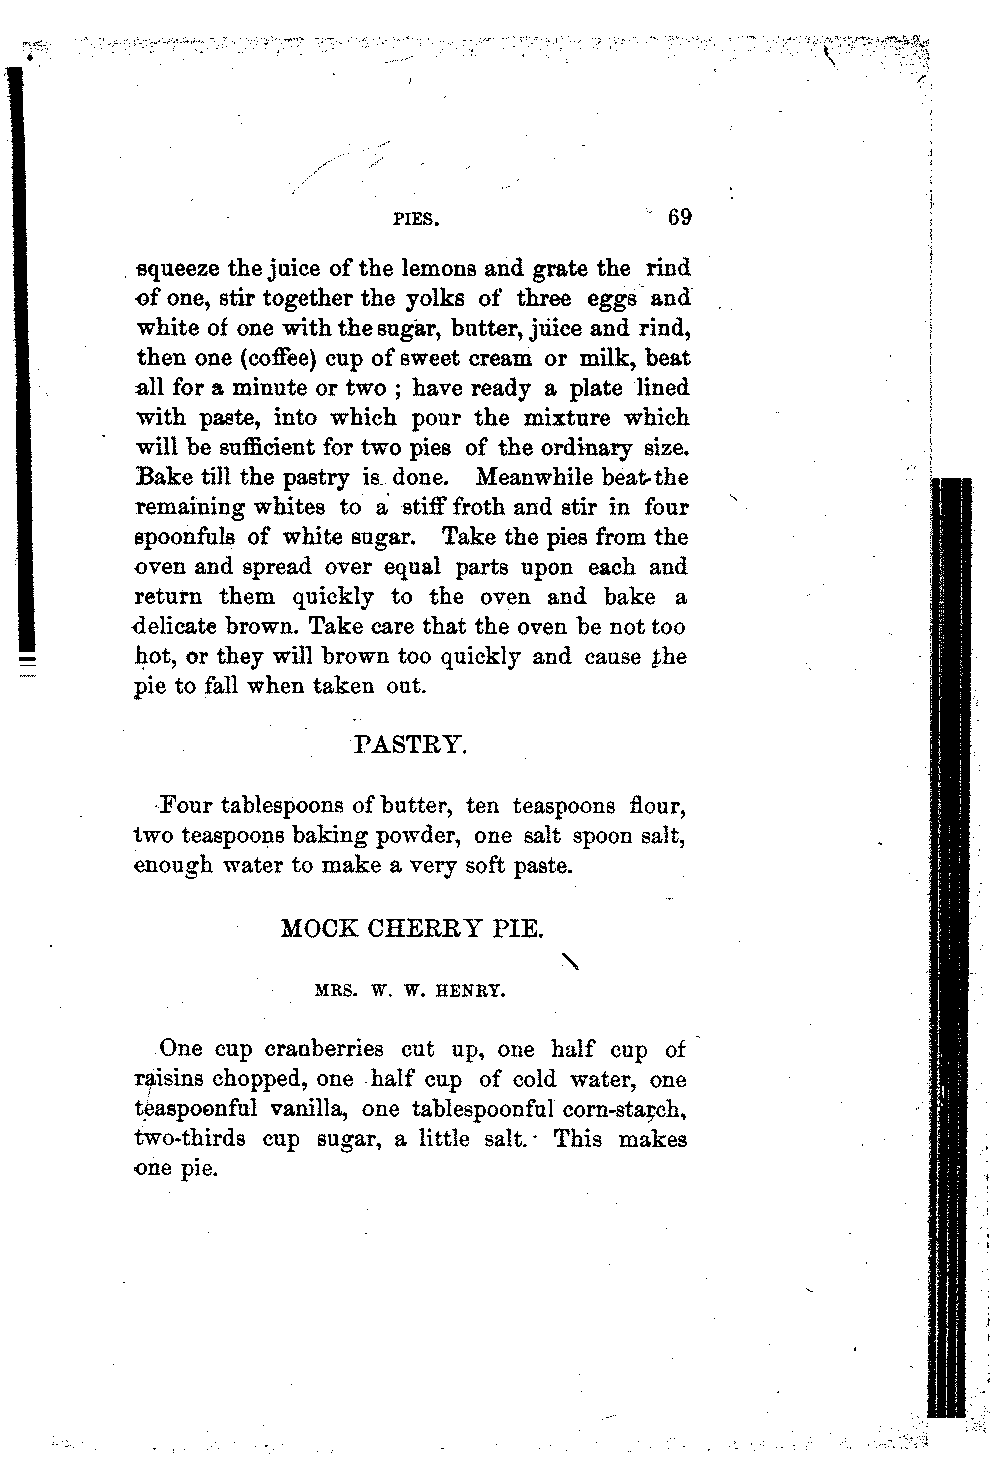 PIES. 69
squeeze the juice of the lemons and grate the rind
of one, stir together the yolks of three eggs and
white of one with the sugar, butter, juice and rind,
then one (coffee) cup of sweet cream or milk, beat
all for a minute or two ; have ready a plate lined
with paste, into which pour the mixture which
will be sufficient for two pies of the ordinary size.
Bake till the pastry is done. Meanwhile beat the
remaining whites to a stiff froth and stir in four
spoonfuls of white sugar. Take the pies from the
oven and spread over equal parts upon each and
return them quickly to the oven and bake a
delicate brown. Take care that the oven be not too
hot, or they will brown too quickly and cause the
pie to fall when taken out.
PASTRY.
Four tablespoons of butter, ten teaspoons flour,
two teaspoons baking powder, one salt spoon salt,
enough water to make a very soft paste.
MOCK CHERRY PIE.
MRS. W. W. HENRY.
One cup cranberries cut up, one half cup of
raisins chopped, one half cup of cold water, one
teaspoonful vanilla, one tablespoonful corn-starch,
two-thirds cup sugar, a little salt. This makes
one pie.